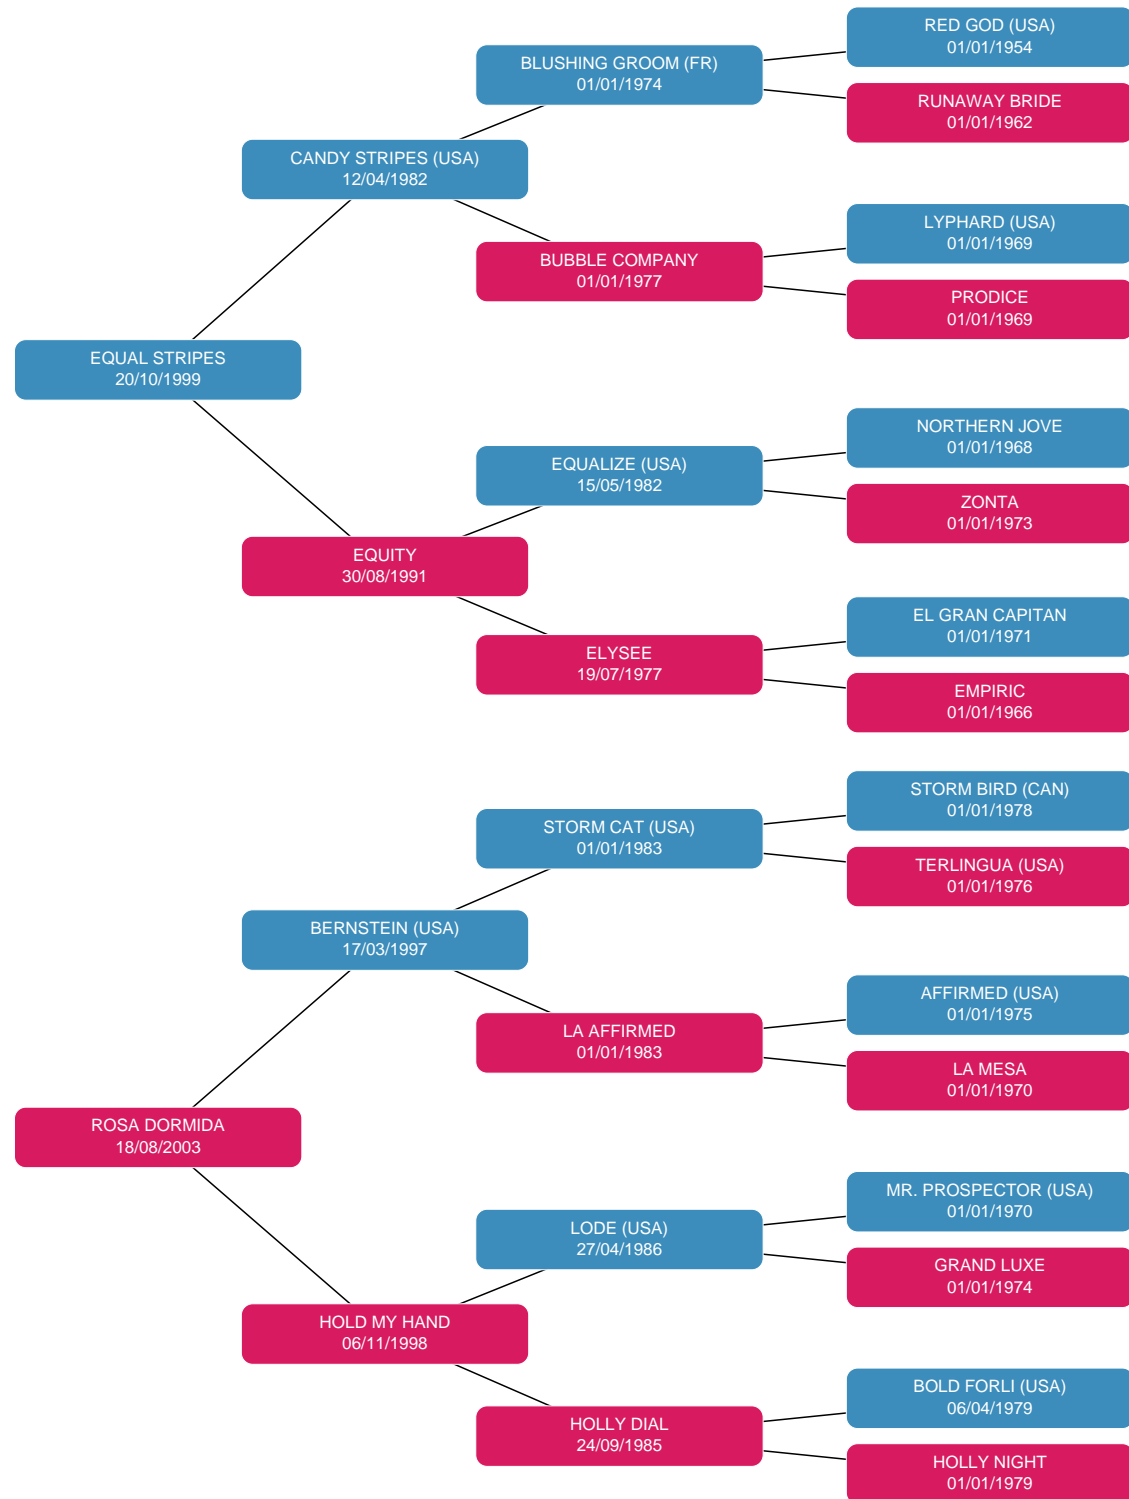 RED GOD (USA)
01/01/1954
BLUSHING GROOM (FR)
01/01/1974
RUNAWAY BRIDE
01/01/1962
CANDY STRIPES (USA)
12/04/1982
LYPHARD (USA)
01/01/1969
BUBBLE COMPANY
01/01/1977
PRODICE
01/01/1969
EQUAL STRIPES
20/10/1999
NORTHERN JOVE
01/01/1968
EQUALIZE (USA)
15/05/1982
ZONTA
01/01/1973
EQUITY
30/08/1991
EL GRAN CAPITAN
01/01/1971
ELYSEE
19/07/1977
EMPIRIC
01/01/1966
STORM BIRD (CAN)
01/01/1978
STORM CAT (USA)
01/01/1983
TERLINGUA (USA)
01/01/1976
BERNSTEIN (USA)
17/03/1997
AFFIRMED (USA)
01/01/1975
LA AFFIRMED
01/01/1983
LA MESA
01/01/1970
ROSA DORMIDA
18/08/2003
MR. PROSPECTOR (USA)
01/01/1970
LODE (USA)
27/04/1986
GRAND LUXE
01/01/1974
HOLD MY HAND
06/11/1998
BOLD FORLI (USA)
06/04/1979
HOLLY DIAL
24/09/1985
HOLLY NIGHT
01/01/1979